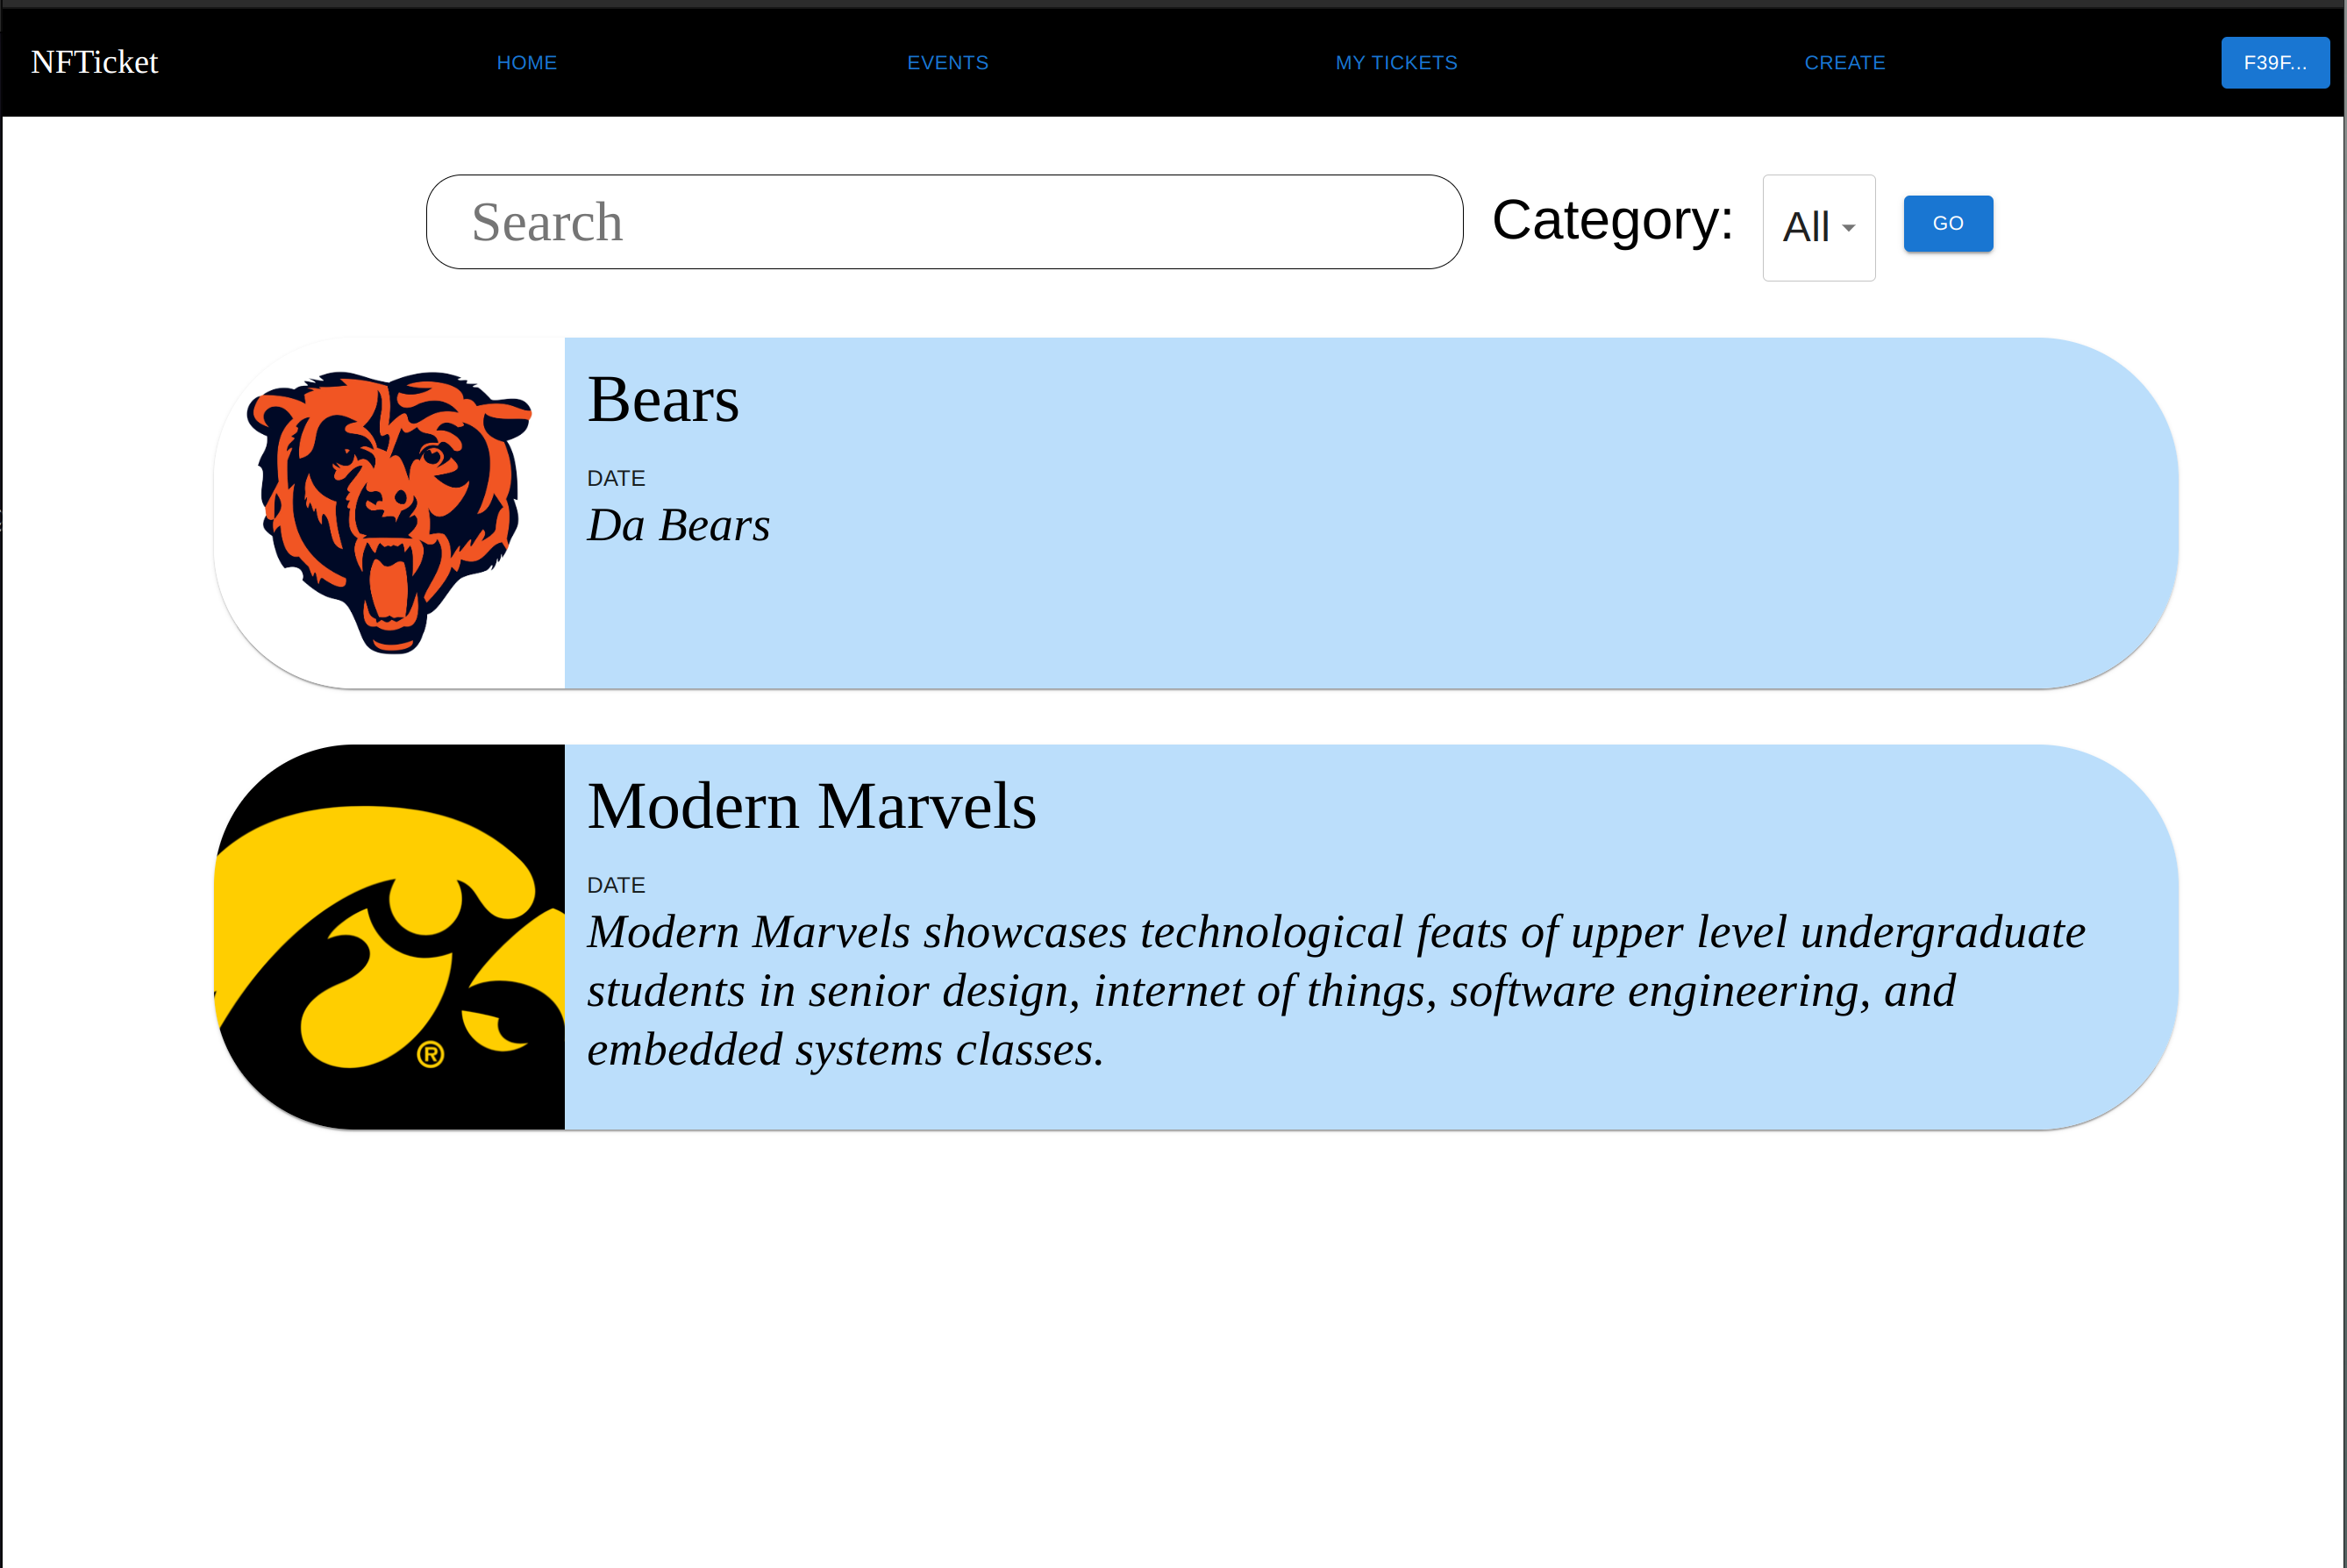 NFTicket
HOME
EVENTS
MY TICKETS
CREATE
F39F...
Search
Category:
All
GO
Bears
DATE
Da Bears
Modern Marvels
DATE
Modern Marvels showcases technological feats of upper level undergraduate
students in senior design, internet of things, software engineering, and
embedded systems classes.
®